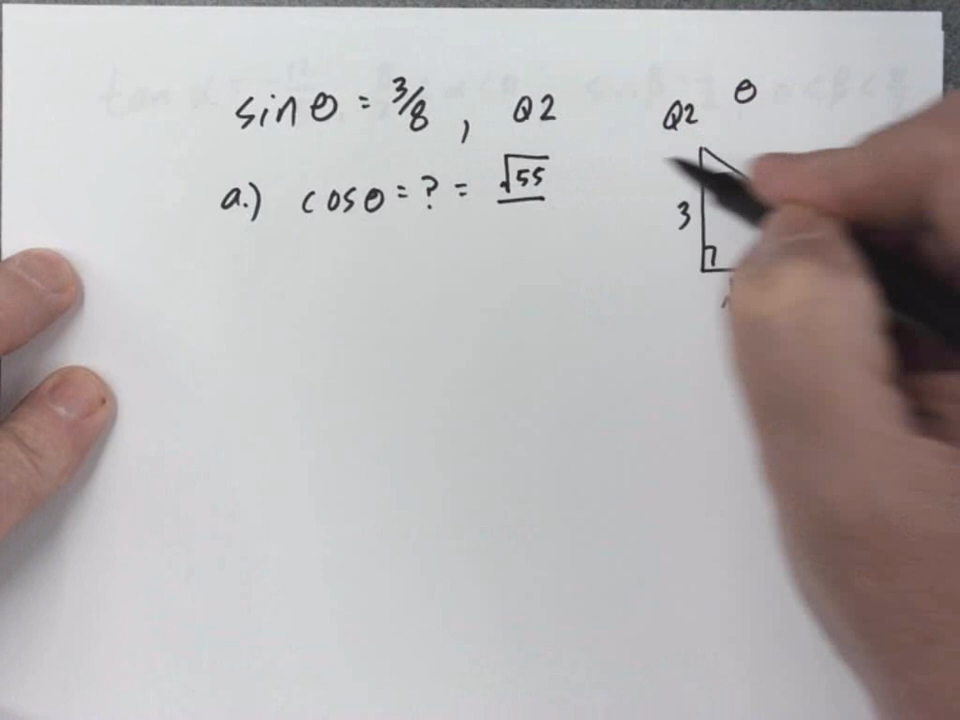 sin θ = 3/8 , Q2
a.) cos θ = ? = √55
Q2 θ
3